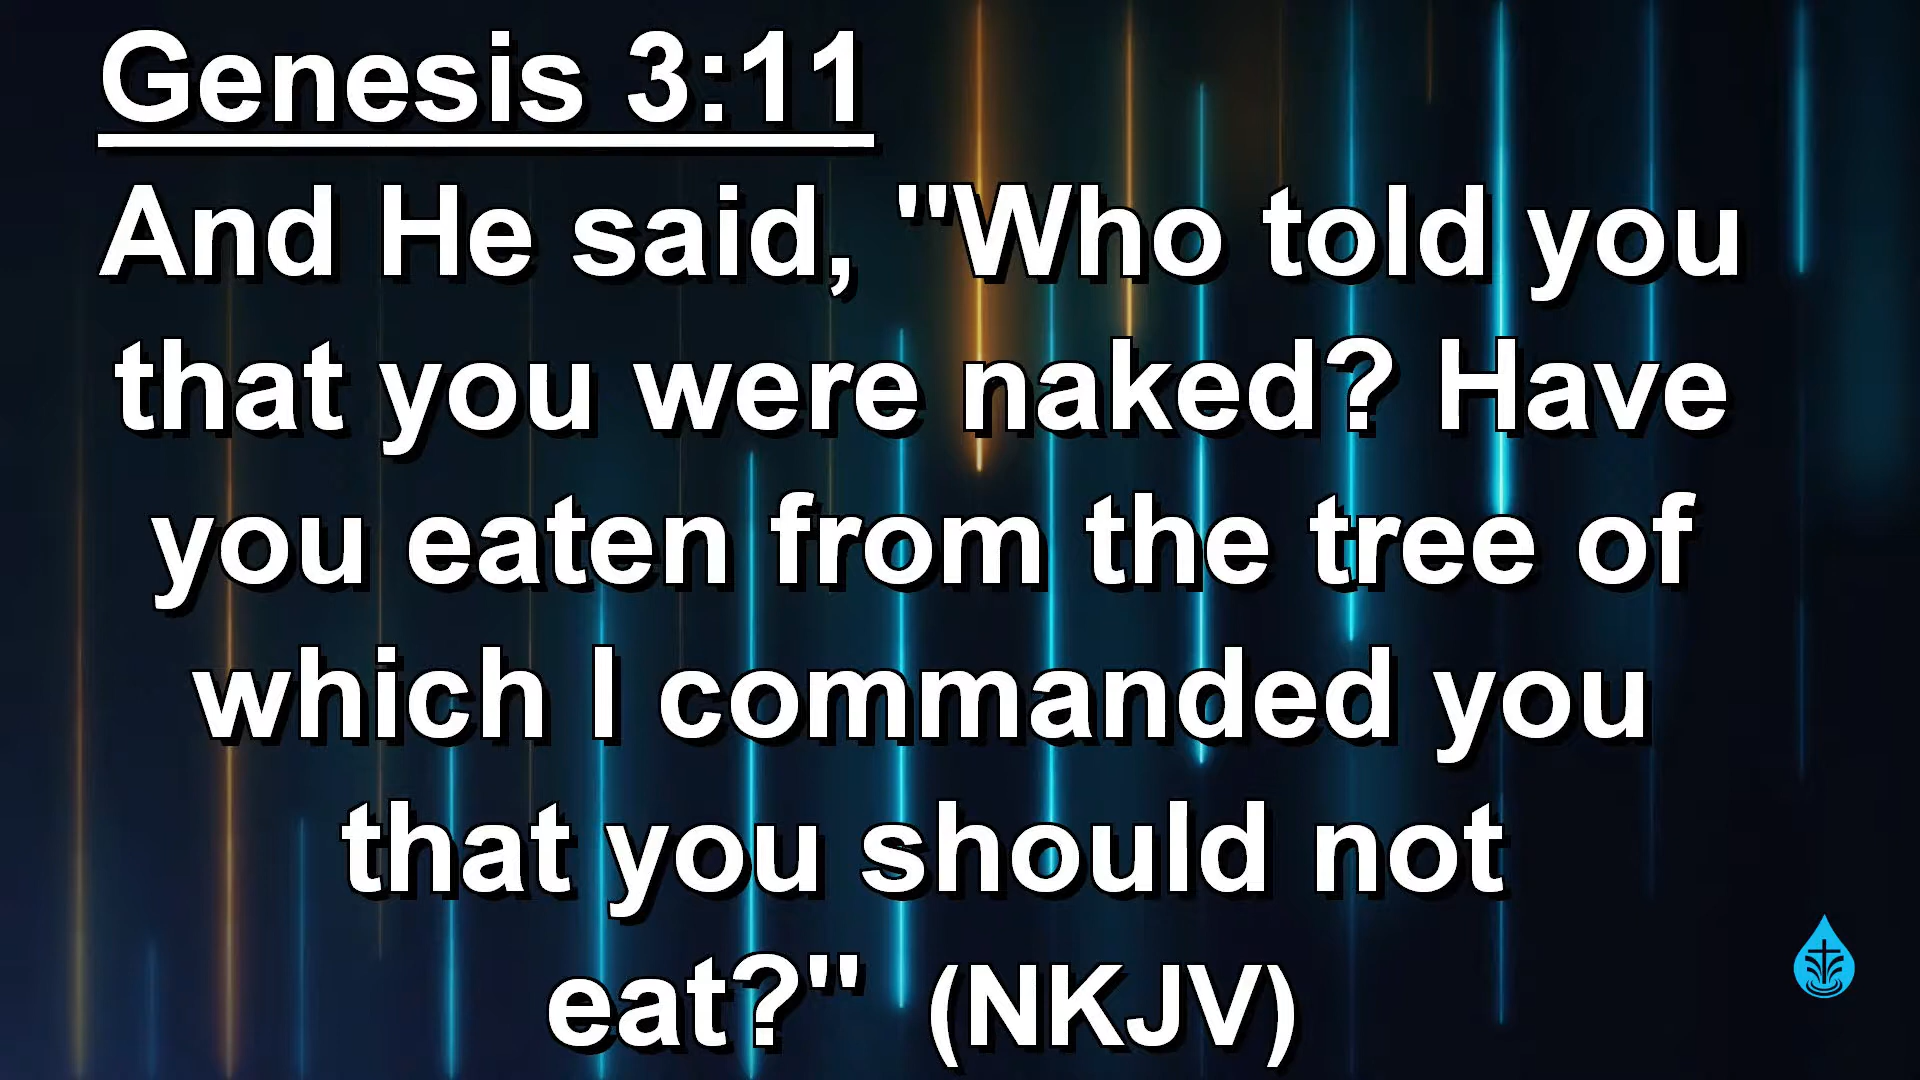 Genesis 3:11
And He said, "Who told you
that you were naked? Have
you eaten from the tree of
which I commanded you
that you should not
eat?" (NKJV)